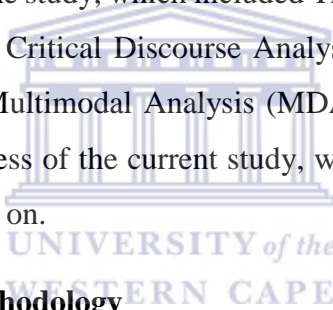 e study, which included
Critical Discourse Analys
Multimodal Analysis (MDA
ess of the current study, w
on.
UNIVERSITY of the
WESTERN CAPE
hodology